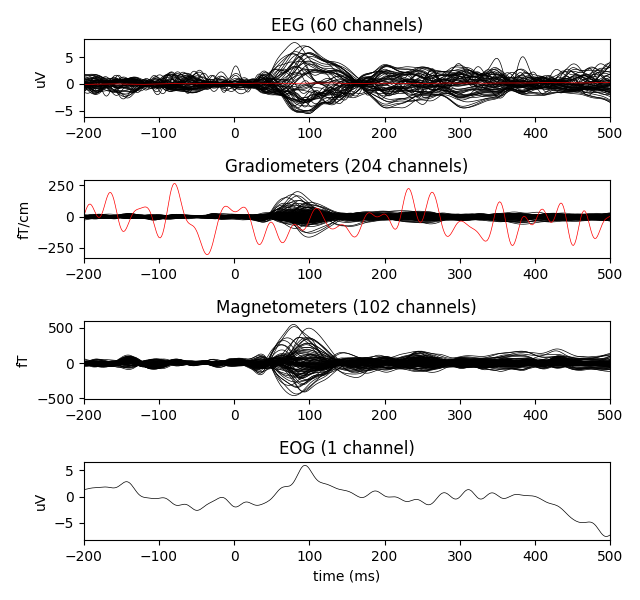 EEG (60 channels)
uV
5
0
−5
−200 −100 0 100 200 300 400 500
Gradiometers (204 channels)
fT/cm
250
0
−250
−200 −100 0 100 200 300 400 500
Magnetometers (102 channels)
fT
500
0
−500
−200 −100 0 100 200 300 400 500
EOG (1 channel)
uV
5
0
−5
−200 −100 0 100 200 300 400 500
time (ms)